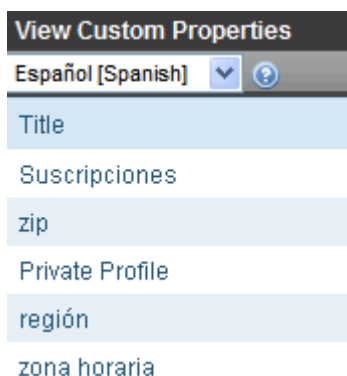 View Custom Properties
Español [Spanish]
Title
Suscripciones
zip
Private Profile
región
zona horaria